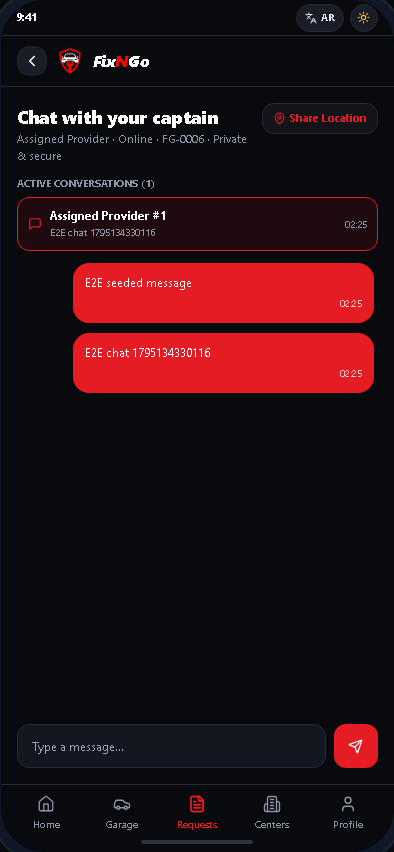 9:41
AR
FixNGo
Chat with your captain
Share Location
Assigned Provider · Online · FG-0006 · Private
& secure
ACTIVE CONVERSATIONS (1)
Assigned Provider #1
02:25
E2E chat 1795134330116
E2E seeded message
02:25
E2E chat 1795134330116
02:25
Type a message...
Home
Garage
Requests
Centers
Profile